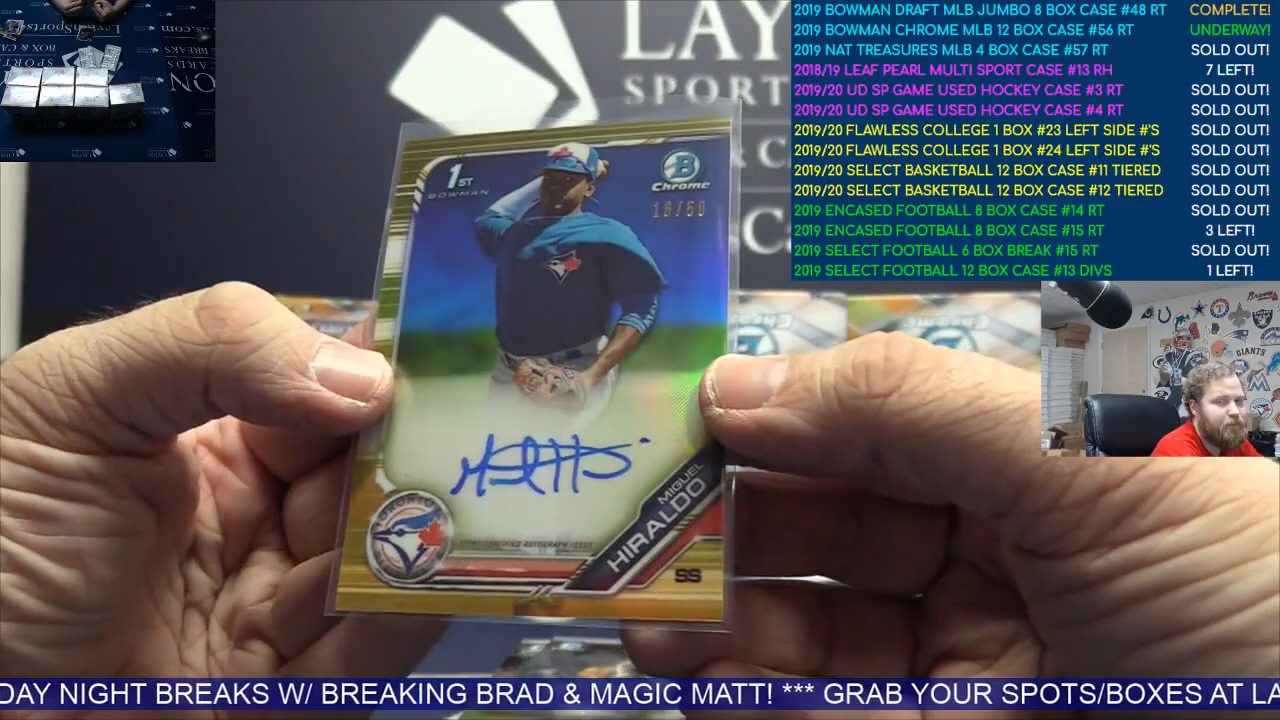 2019 BOWMAN DRAFT MLB JUMBO 8 BOX CASE #48 RT COMPLETE!
2019 BOWMAN CHROME MLB 12 BOX CASE #56 RT UNDERWAY!
2019 NAT TREASURES MLB 4 BOX CASE #57 RT SOLD OUT!
2018/19 LEAF PEARL MULTI SPORT CASE #13 RH 7 LEFT!
2019/20 UD SP GAME USED HOCKEY CASE #3 RT SOLD OUT!
2019/20 UD SP GAME USED HOCKEY CASE #4 RT SOLD OUT!
2019/20 FLAWLESS COLLEGE 1 BOX #23 LEFT SIDE #'S SOLD OUT!
2019/20 FLAWLESS COLLEGE 1 BOX #24 LEFT SIDE #'S SOLD OUT!
2019/20 SELECT BASKETBALL 12 BOX CASE #11 TIERED SOLD OUT!
2019/20 SELECT BASKETBALL 12 BOX CASE #12 TIERED SOLD OUT!
2019 ENCASED FOOTBALL 8 BOX CASE #14 RT SOLD OUT!
2019 ENCASED FOOTBALL 8 BOX CASE #15 RT 3 LEFT!
2019 SELECT FOOTBALL 6 BOX BREAK #15 RT SOLD OUT!
2019 SELECT FOOTBALL 12 BOX CASE #13 DIVS 1 LEFT!
LAY
SPORT
1ST
BOWMAN
B
Chrome
GIANTS
TORONTO
MIGUEL
HIRALDO
SS
DAY NIGHT BREAKS W/ BREAKING BRAD & MAGIC MATT! *** GRAB YOUR SPOTS/BOXES AT LA